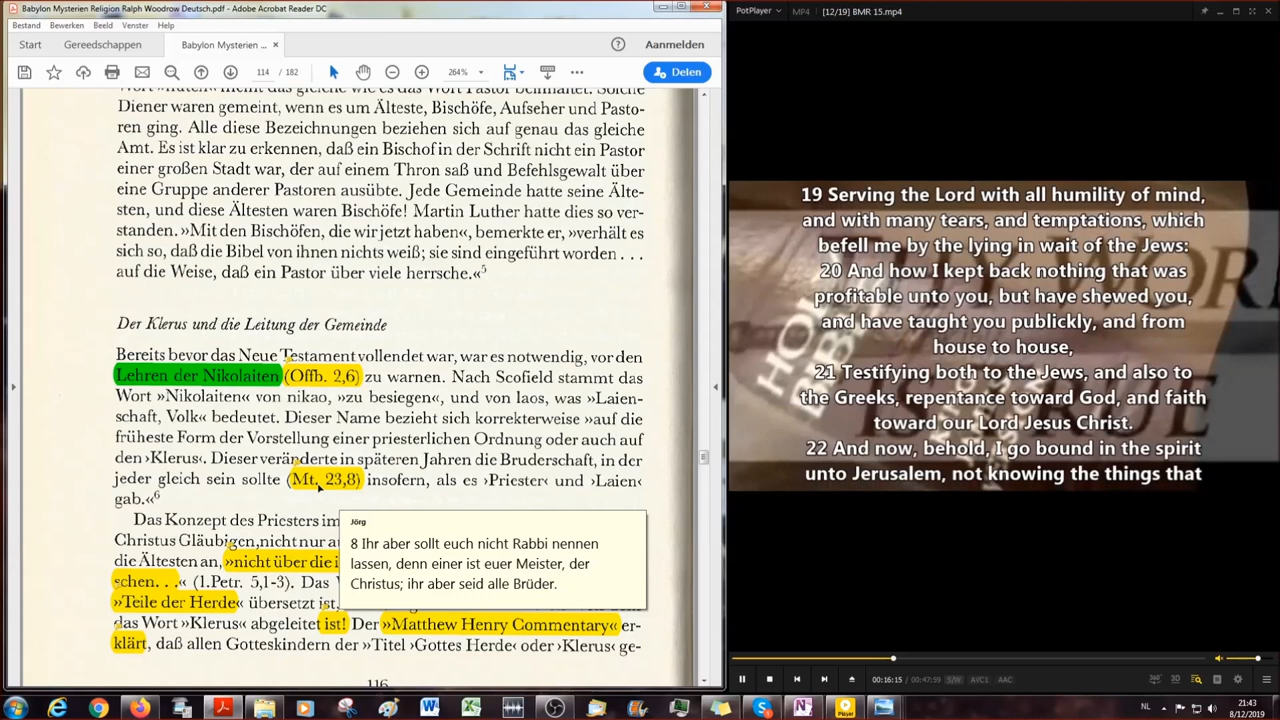 Babylon Mysterien Religion Ralph Woodrow Deutsch.pdf - Adobe Acrobat Reader DC
Bestand Bewerken Beeld Venster Help
Start Gereedschappen Babylon Mysterien ... × Aanmelden
114 / 182 264% Delen
Diener waren gemeint, wenn es um Älteste, Bischöfe, Aufseher und Pasto-
ren ging. Alle diese Bezeichnungen beziehen sich auf genau das gleiche
Amt. Es ist klar zu erkennen, daß ein Bischof in der Schrift nicht ein Pastor
einer großen Stadt war, der auf einem Thron saß und Befehlsgewalt über
eine Gruppe anderer Pastoren ausübte. Jede Gemeinde hatte seine Älte-
sten, und diese Ältesten waren Bischöfe! Martin Luther hatte dies so ver-
standen. »Mit den Bischöfen, die wir jetzt haben«, bemerkte er, »verhält es
sich so, daß die Bibel von ihnen nichts weiß; sie sind eingeführt worden . . .
auf die Weise, daß ein Pastor über viele herrsche.«5
Der Klerus und die Leitung der Gemeinde
Bereits bevor das Neue Testament vollendet war, war es notwendig, vor den
Lehren der Nikolaiten (Offb. 2,6) zu warnen. Nach Scofield stammt das
Wort »Nikolaiten« von nikao, »zu besiegen«, und von laos, was »Laien-
schaft, Volk« bedeutet. Dieser Name bezieht sich korrekterweise »auf die
früheste Form der Vorstellung einer priesterlichen Ordnung oder auch auf
den ›Klerus‹. Dieser veränderte in späteren Jahren die Bruderschaft, in der
jeder gleich sein sollte (Mt. 23,8) insofern, als es ›Priester‹ und ›Laien‹
gab.«6
Das Konzept des Priesters im
Christus Gläubigen, nicht nur
die Ältesten an, »nicht über die
schen. . .« (1.Petr. 5,1-3). Das
»Teile der Herde« übersetzt ist,
das Wort »Klerus« abgeleitet ist! Der »Matthew Henry Commentary« er-
klärt, daß allen Gotteskindern der »Titel ›Gottes Herde‹ oder ›Klerus‹ ge-
116
Jörg
8 Ihr aber sollt euch nicht Rabbi nennen
lassen, denn einer ist euer Meister, der
Christus; ihr aber seid alle Brüder.
PotPlayer MP4 [12/19] BMR 15.mp4
19 Serving the Lord with all humility of mind,
and with many tears, and temptations, which
befell me by the lying in wait of the Jews:
20 And how I kept back nothing that was
profitable unto you, but have shewed you,
and have taught you publickly, and from
house to house,
21 Testifying both to the Jews, and also to
the Greeks, repentance toward God, and faith
toward our Lord Jesus Christ.
22 And now, behold, I go bound in the spirit
unto Jerusalem, not knowing the things that
HOLY BIBLE
00:16:15 / 00:47:59 S/W AVC1 AAC
360° 3D
NL 21:43
8/12/2019